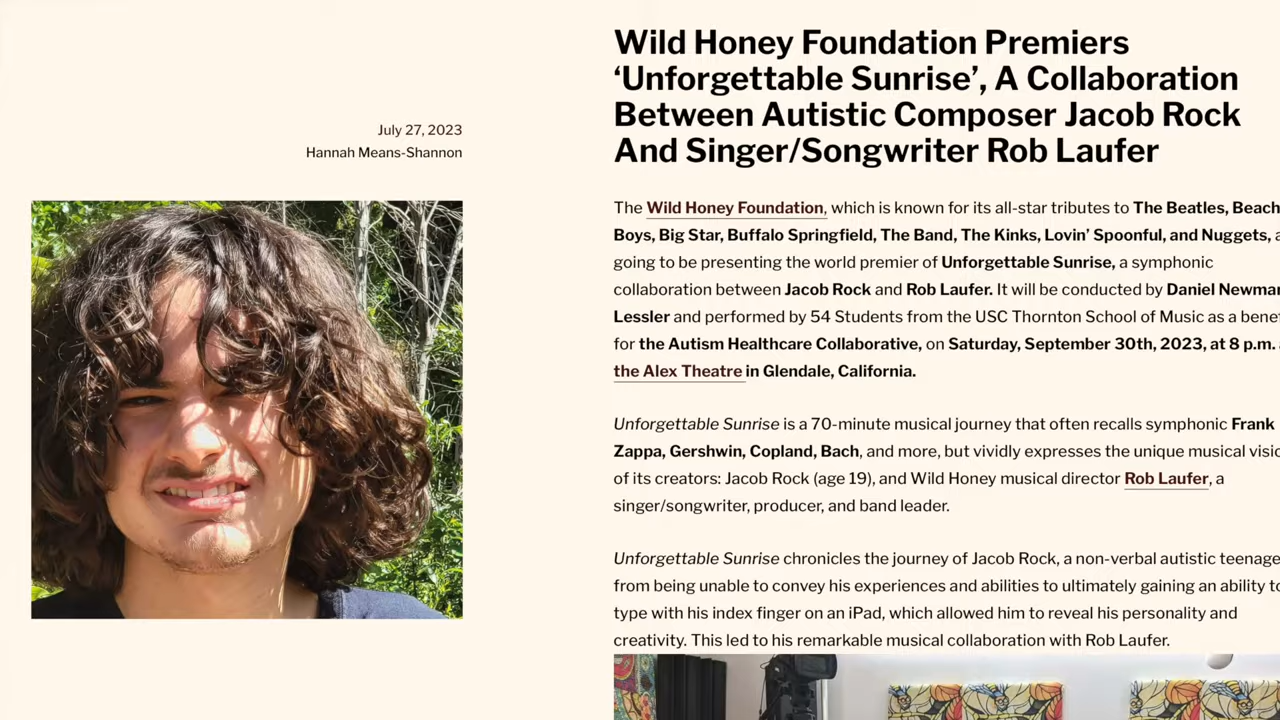 July 27, 2023
Hannah Means-Shannon
Wild Honey Foundation Premiers
‘Unforgettable Sunrise’, A Collaboration
Between Autistic Composer Jacob Rock
And Singer/Songwriter Rob Laufer
The Wild Honey Foundation, which is known for its all-star tributes to The Beatles, Beach
Boys, Big Star, Buffalo Springfield, The Band, The Kinks, Lovin’ Spoonful, and Nuggets,
going to be presenting the world premier of Unforgettable Sunrise, a symphonic
collaboration between Jacob Rock and Rob Laufer. It will be conducted by Daniel Newman
Lessler and performed by 54 Students from the USC Thornton School of Music as a
for the Autism Healthcare Collaborative, on Saturday, September 30th, 2023, at 8 p.m.
the Alex Theatre in Glendale, California.
Unforgettable Sunrise is a 70-minute musical journey that often recalls symphonic Frank
Zappa, Gershwin, Copland, Bach, and more, but vividly expresses the unique musical
of its creators: Jacob Rock (age 19), and Wild Honey musical director Rob Laufer, a
singer/songwriter, producer, and band leader.
Unforgettable Sunrise chronicles the journey of Jacob Rock, a non-verbal autistic teenage
from being unable to convey his experiences and abilities to ultimately gaining an ability to
type with his index finger on an iPad, which allowed him to reveal his personality and
creativity. This led to his remarkable musical collaboration with Rob Laufer.